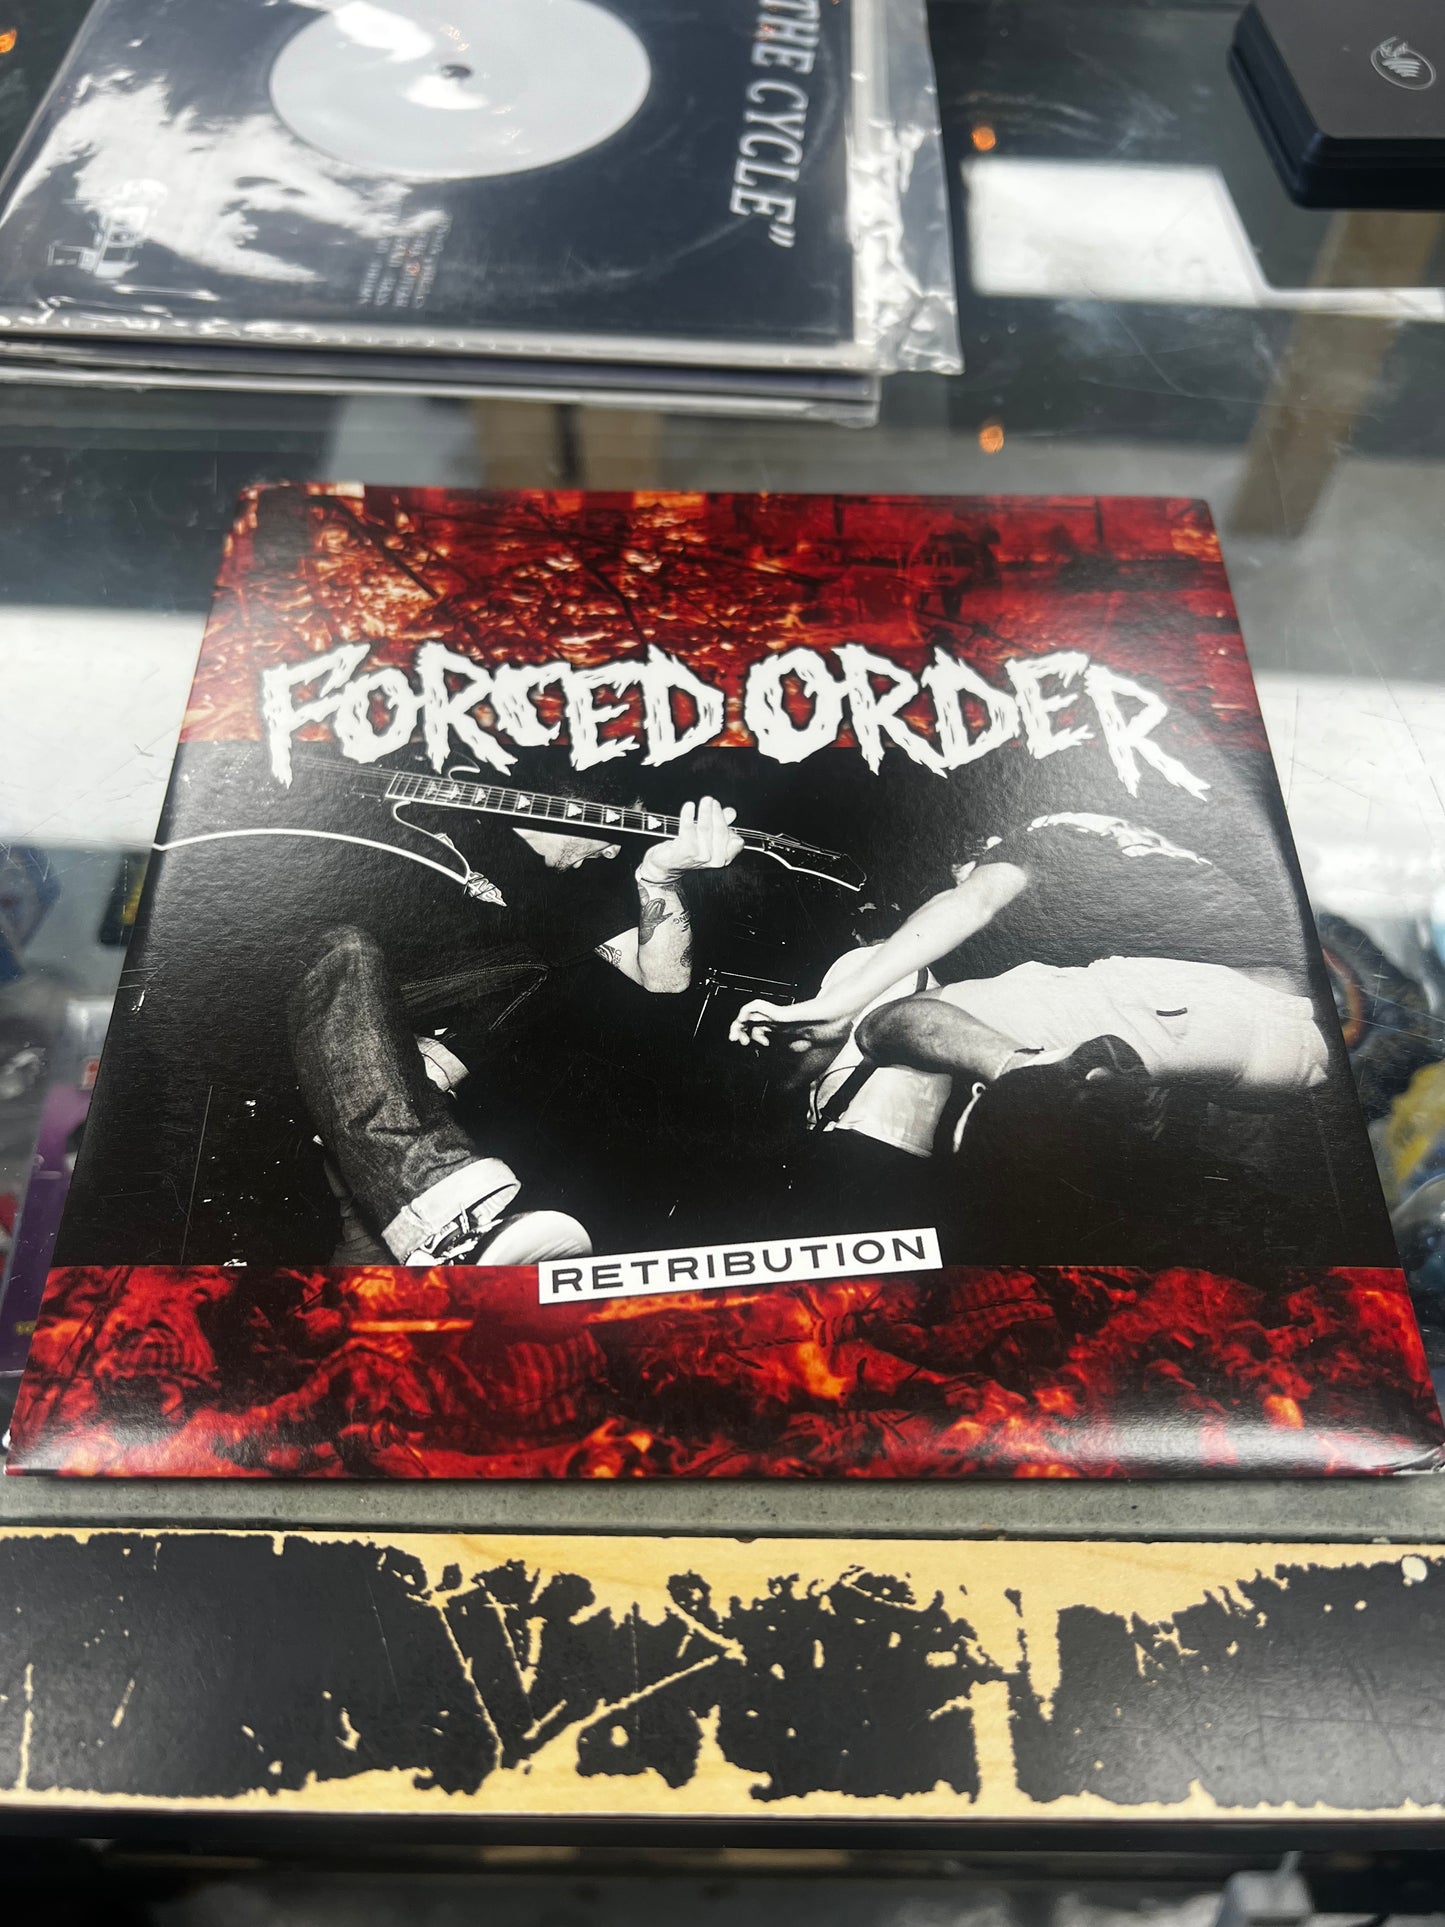 THE CYCLE"
FORCED ORDER
RETRIBUTION